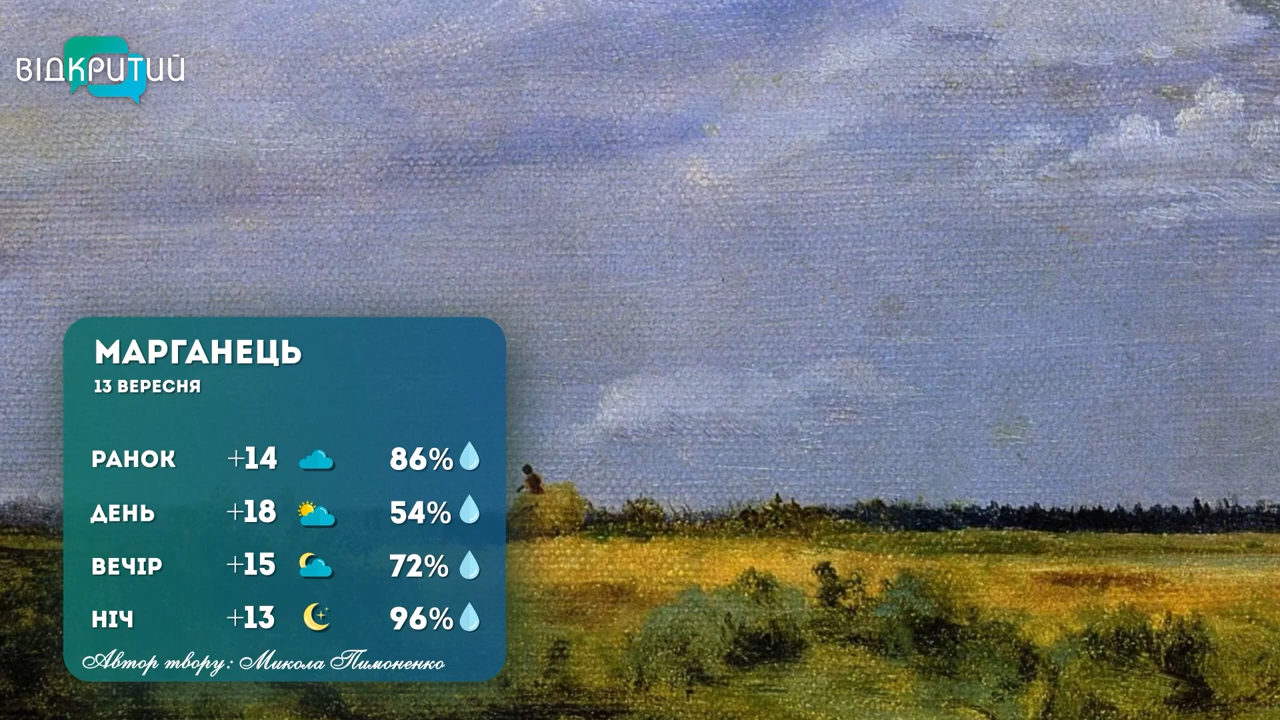 ВІДКРИТИЙ
МАРГАНЕЦЬ
13 ВЕРЕСНЯ
РАНОК +14 86%
ДЕНЬ +18 54%
ВЕЧІР +15 72%
НІЧ +13 96%
Автор твору: Микола Пимоненко